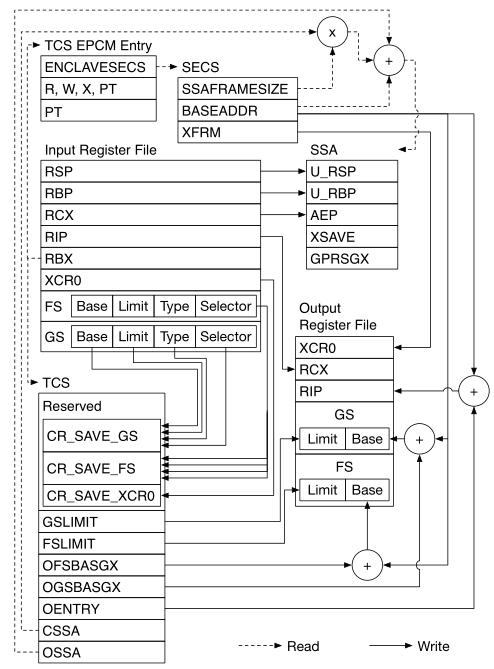 x
TCS EPCM Entry
+
ENCLAVESECS
SECS
R, W, X, PT
SSAFRAMESIZE
PT
BASEADDR
XFRM
Input Register File
SSA
RSP
U_RSP
RBP
U_RBP
RCX
AEP
RIP
XSAVE
RBX
GPRSGX
XCR0
FS Base Limit Type Selector
GS Base Limit Type Selector
Output
Register File
XCR0
RCX
RIP
+
GS
Limit Base
+
FS
Limit Base
+
TCS
Reserved
CR_SAVE_GS
CR_SAVE_FS
CR_SAVE_XCR0
GSLIMIT
FSLIMIT
OFSBASGX
OGSBASGX
OENTRY
CSSA
OSSA
Read
Write